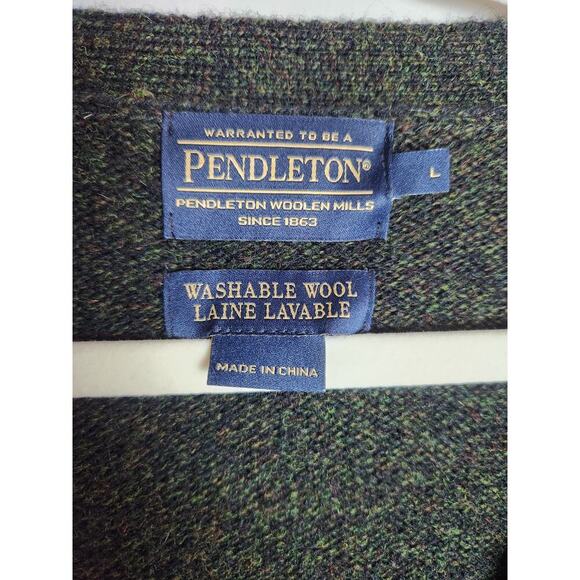 WARRANTED TO BE A
PENDLETON®
PENDLETON WOOLEN MILLS
SINCE 1863
L
WASHABLE WOOL
LAINE LAVABLE
MADE IN CHINA